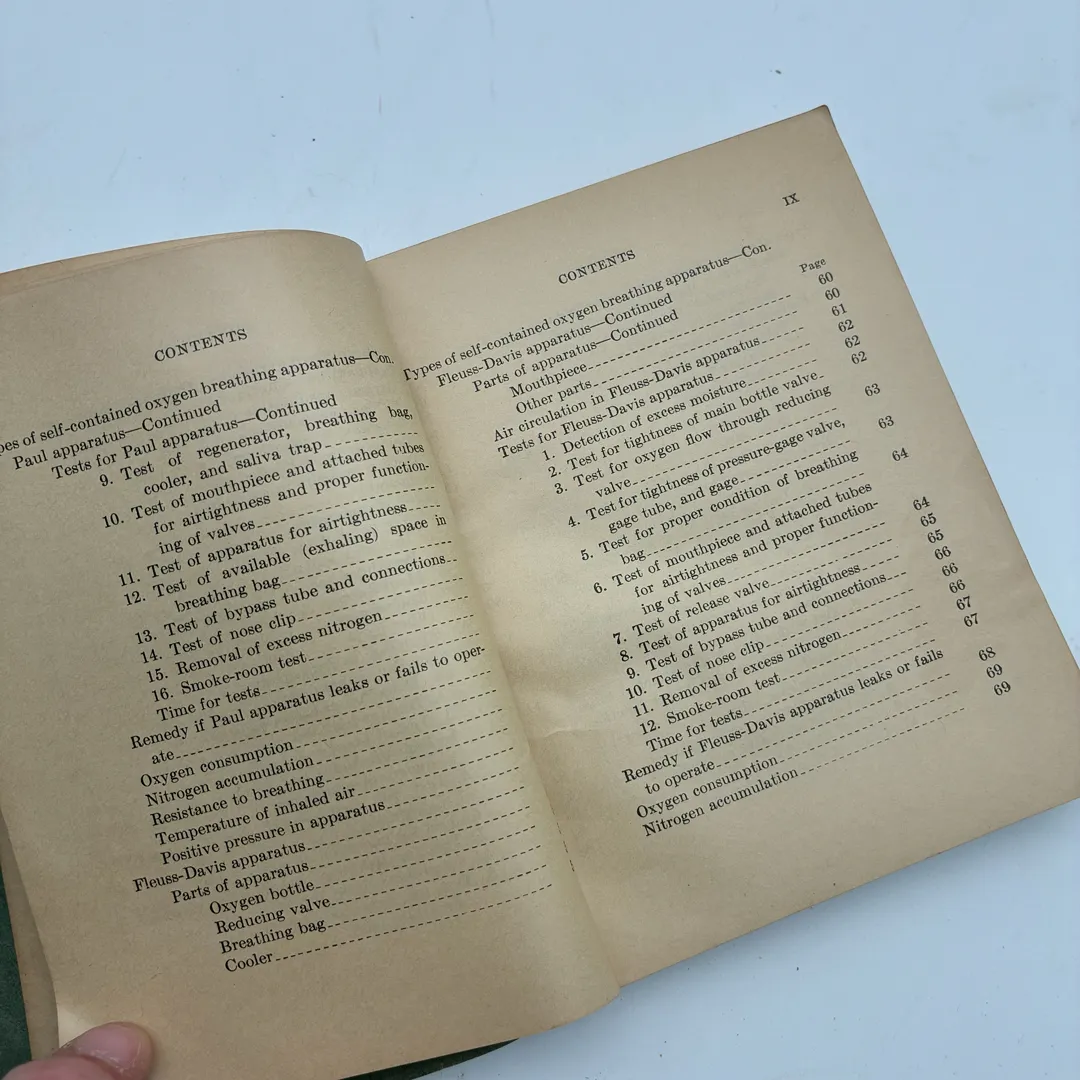 CONTENTS
pes of self-contained oxygen breathing apparatus—Con.
Paul apparatus—Continued
Tests for Paul apparatus—Continued
9. Test of regenerator, breathing bag,
cooler, and saliva trap
10. Test of mouthpiece and attached tubes
for airtightness and proper function-
ing of valves
11. Test of apparatus for airtightness
12. Test of available (exhaling) space in
breathing bag
13. Test of bypass tube and connections
14. Test of nose clip
15. Removal of excess nitrogen
16. Smoke-room test
Time for tests
Remedy if Paul apparatus leaks or fails to oper-
ate
Oxygen consumption
Nitrogen accumulation
Resistance to breathing
Temperature of inhaled air
Positive pressure in apparatus
Fleuss-Davis apparatus
Parts of apparatus
Oxygen bottle
Reducing valve
Breathing bag
Cooler
CONTENTS IX
Types of self-contained oxygen breathing apparatus—Con. Page
Fleuss-Davis apparatus—Continued
Parts of apparatus—Continued
Mouthpiece 60
Other parts 60
Air circulation in Fleuss-Davis apparatus 61
Tests for Fleuss-Davis apparatus 62
1. Detection of excess moisture 62
2. Test for tightness of main bottle valve 62
3. Test for oxygen flow through reducing
valve 63
4. Test for tightness of pressure-gage valve,
gage tube, and gage 63
5. Test for proper condition of breathing
bag 64
6. Test of mouthpiece and attached tubes
for airtightness and proper function-
ing of valves 64
7. Test of release valve 65
8. Test of apparatus for airtightness 65
9. Test of bypass tube and connections 66
10. Test of nose clip 66
11. Removal of excess nitrogen 66
12. Smoke-room test 67
Time for tests 67
Remedy if Fleuss-Davis apparatus leaks or fails
to operate 68
Oxygen consumption 69
Nitrogen accumulation 69